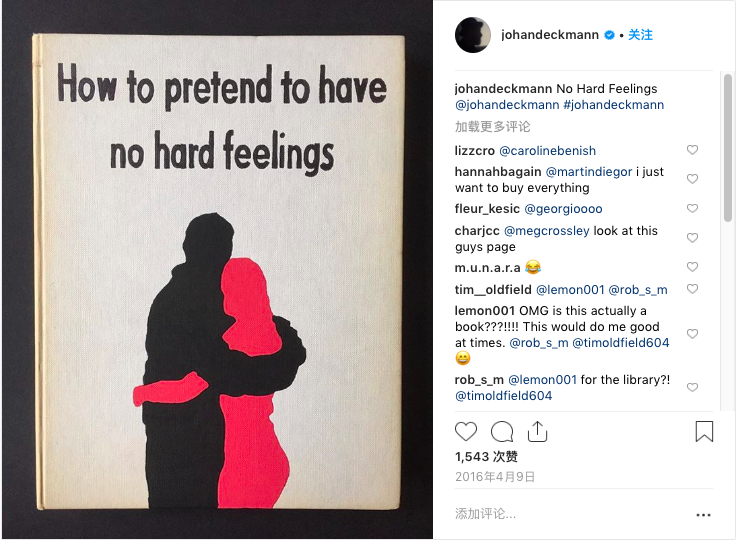 How to pretend to have
no hard feelings
johandeckmann • 关注
johandeckmann No Hard Feelings
@johandeckmann #johandeckmann
加载更多评论
lizzcro @carolinebenish
hannahbagain @martindiegor i just
want to buy everything
fleur_kesic @georgioooo
charjcc @megcrossley look at this
guys page
m.u.n.a.r.a 😂
tim__oldfield @lemon001 @rob_s_m
lemon001 OMG is this actually a
book???!!!! This would do me good
at times. @rob_s_m @timoldfield604
😄
rob_s_m @lemon001 for the library?!
@timoldfield604
1,543 次赞
2016年4月9日
添加评论...